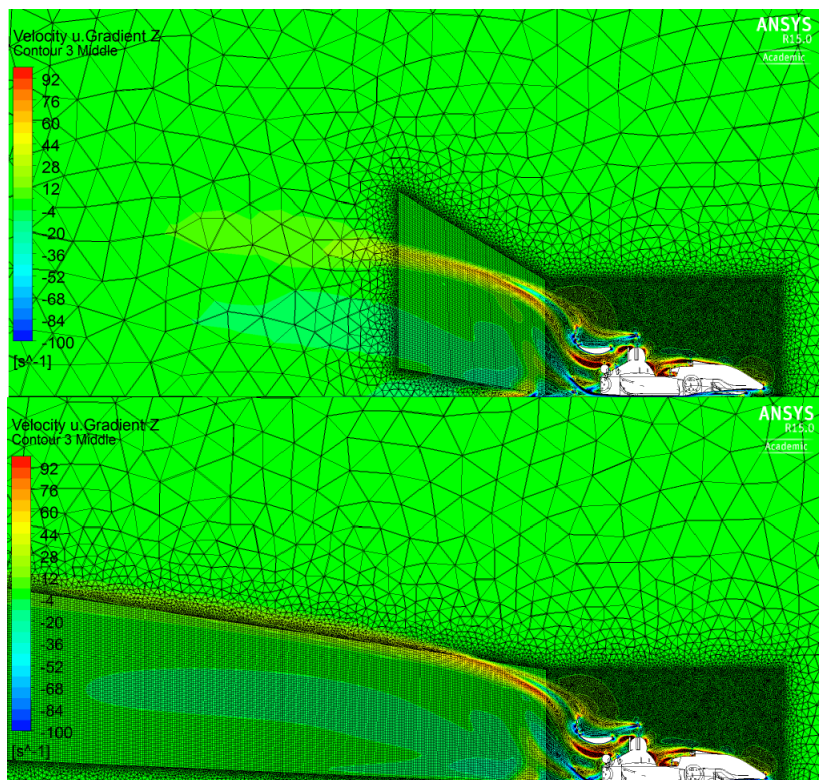 Velocity u.Gradient Z
Contour 3 Middle
92
76
60
44
28
12
-4
-20
-36
-52
-68
-84
-100
[s^-1]
ANSYS
R15.0
Academic
Velocity u.Gradient Z
Contour 3 Middle
92
76
60
44
28
12
-4
-20
-36
-52
-68
-84
-100
[s^-1]
ANSYS
R15.0
Academic